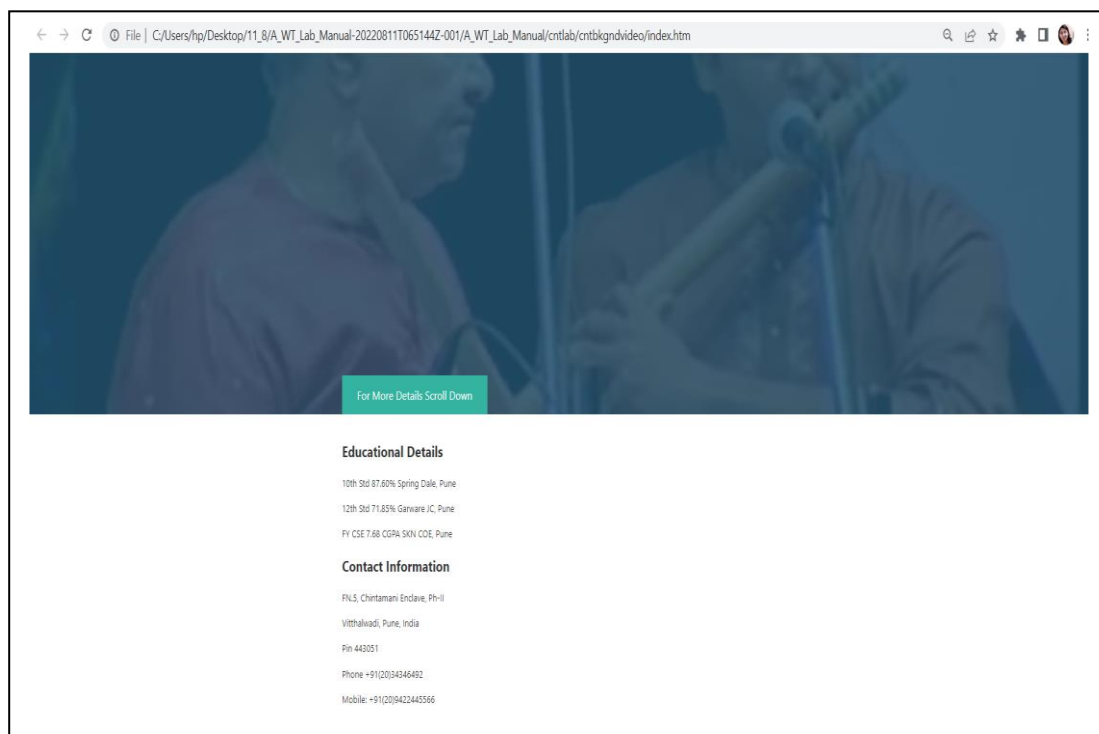 File | C:/Users/hp/Desktop/11_8/A_WT_Lab_Manual-20220811T065144Z-001/A_WT_Lab_Manual/cntlab/cntbkgndvideo/index.htm
For More Details Scroll Down
Educational Details
10th Std 87.60% Spring Dale, Pune
12th Std 71.85% Garware JC, Pune
FY CSE 7.68 CGPA SKN COE, Pune
Contact Information
FN.5, Chintamani Enclave, Ph-II
Vitthalwadi, Pune, India
Pin 443051
Phone +91(20)34346492
Mobile: +91(20)9422445566